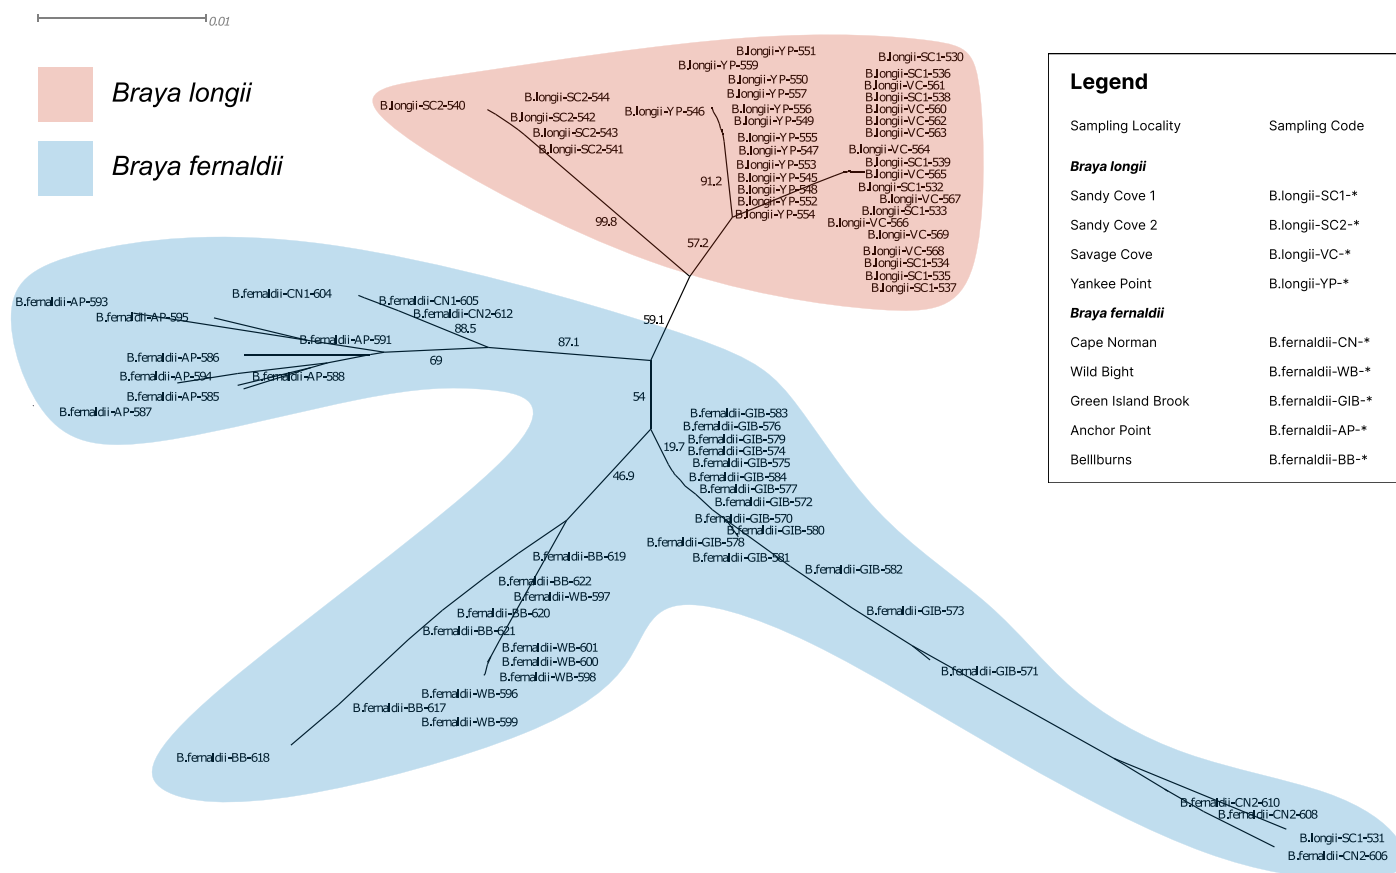 0.01
Braya longii
Braya fernaldii
B.longii-YP-551
B.longii-YP-559
B.longii-YP-550
B.longii-YP-557
B.longii-YP-546
B.longii-YP-556
B.longii-YP-549
B.longii-YP-555
B.longii-YP-547
B.longii-YP-553
B.longii-YP-545
B.longii-YP-548
B.longii-YP-552
B.longii-YP-554
B.longii-SC1-530
B.longii-SC1-536
B.longii-VC-561
B.longii-SC1-538
B.longii-VC-560
B.longii-VC-562
B.longii-VC-563
B.longii-VC-564
B.longii-SC1-539
B.longii-VC-565
B.longii-SC1-532
B.longii-VC-567
B.longii-SC1-533
B.longii-VC-566
B.longii-VC-569
B.longii-VC-568
B.longii-SC1-534
B.longii-SC1-535
B.longii-SC1-537
B.longii-SC2-540
B.longii-SC2-544
B.longii-SC2-542
B.longii-SC2-543
B.longii-SC2-541
91.2
99.8
57.2
59.1
B.fernaldii-AP-593
B.fernaldii-CN1-604
B.fernaldii-CN1-605
B.fernaldii-CN2-612
B.fernaldii-AP-595
B.fernaldii-AP-591
88.5
87.1
69
B.fernaldii-AP-586
B.fernaldii-AP-594
B.fernaldii-AP-588
B.fernaldii-AP-585
B.fernaldii-AP-587
54
19.7
46.9
B.fernaldii-GIB-583
B.fernaldii-GIB-576
B.fernaldii-GIB-579
B.fernaldii-GIB-574
B.fernaldii-GIB-575
B.fernaldii-GIB-584
B.fernaldii-GIB-577
B.fernaldii-GIB-572
B.fernaldii-GIB-570
B.fernaldii-GIB-580
B.fernaldii-GIB-578
B.fernaldii-GIB-581
B.fernaldii-GIB-582
B.fernaldii-GIB-573
B.fernaldii-GIB-571
B.fernaldii-BB-619
B.fernaldii-BB-622
B.fernaldii-WB-597
B.fernaldii-BB-620
B.fernaldii-BB-621
B.fernaldii-WB-601
B.fernaldii-WB-600
B.fernaldii-WB-598
B.fernaldii-WB-596
B.fernaldii-BB-617
B.fernaldii-WB-599
B.fernaldii-BB-618
B.fernaldii-CN2-610
B.fernaldii-CN2-608
B.longii-SC1-531
B.fernaldii-CN2-606
Legend
Sampling Locality Sampling Code
Braya longii
Sandy Cove 1 B.longii-SC1-*
Sandy Cove 2 B.longii-SC2-*
Savage Cove B.longii-VC-*
Yankee Point B.longii-YP-*
Braya fernaldii
Cape Norman B.fernaldii-CN-*
Wild Bight B.fernaldii-WB-*
Green Island Brook B.fernaldii-GIB-*
Anchor Point B.fernaldii-AP-*
Belllburns B.fernaldii-BB-*